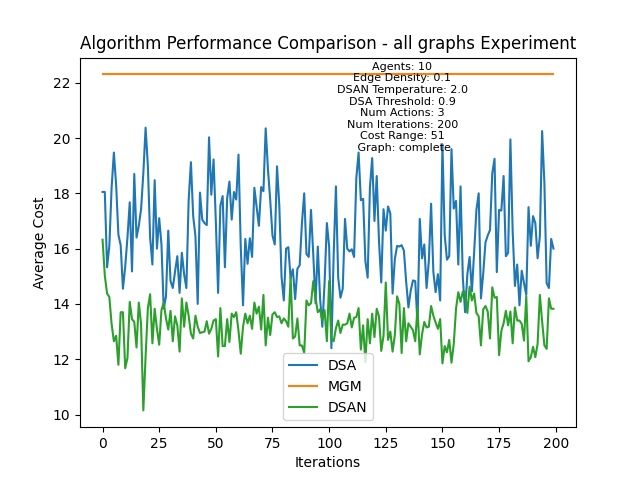 Algorithm Performance Comparison - all graphs Experiment
Agents: 10
Edge Density: 0.1
DSAN Temperature: 2.0
DSA Threshold: 0.9
Num Actions: 3
Num Iterations: 200
Cost Range: 51
Graph: complete
Average Cost
22
20
18
16
14
12
10
DSA
MGM
DSAN
0
25
50
75
100
125
150
175
200
Iterations